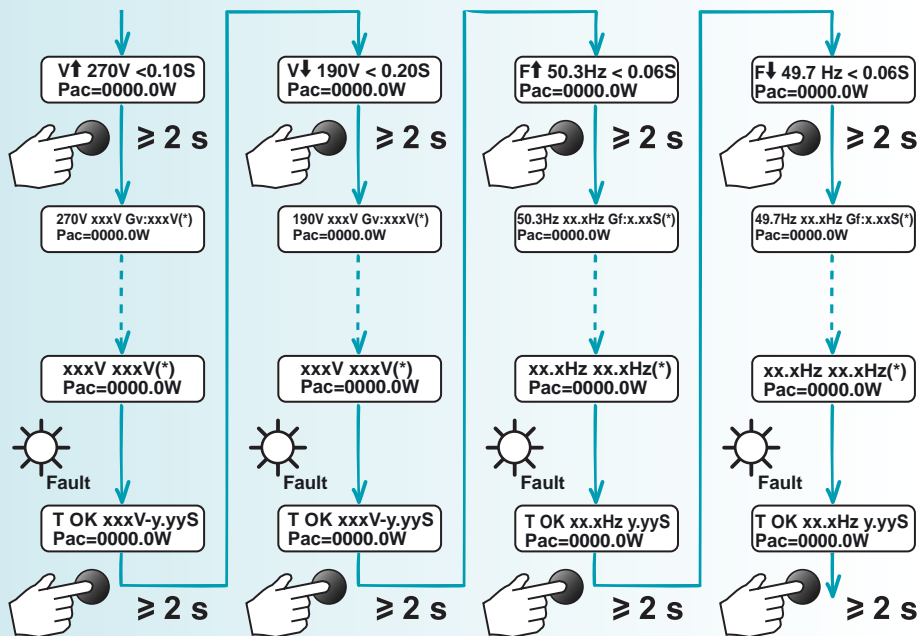 V⬆ 270V <0.10S
Pac=0000.0W
≥ 2 s
270V xxxV Gv:xxxV(*)
Pac=0000.0W
xxxV xxxV(*)
Pac=0000.0W
Fault
T OK xxxV-y.yyS
Pac=0000.0W
≥ 2 s
V⬇ 190V < 0.20S
Pac=0000.0W
≥ 2 s
190V xxxV Gv:xxxV(*)
Pac=0000.0W
xxxV xxxV(*)
Pac=0000.0W
Fault
T OK xxxV-y.yyS
Pac=0000.0W
≥ 2 s
F⬆ 50.3Hz < 0.06S
Pac=0000.0W
≥ 2 s
50.3Hz xx.xHz Gf:x.xxS(*)
Pac=0000.0W
xx.xHz xx.xHz(*)
Pac=0000.0W
Fault
T OK xx.xHz y.yyS
Pac=0000.0W
≥ 2 s
F⬇ 49.7 Hz < 0.06S
Pac=0000.0W
≥ 2 s
49.7Hz xx.xHz Gf:x.xxS(*)
Pac=0000.0W
xx.xHz xx.xHz(*)
Pac=0000.0W
Fault
T OK xx.xHz y.yyS
Pac=0000.0W
≥ 2 s